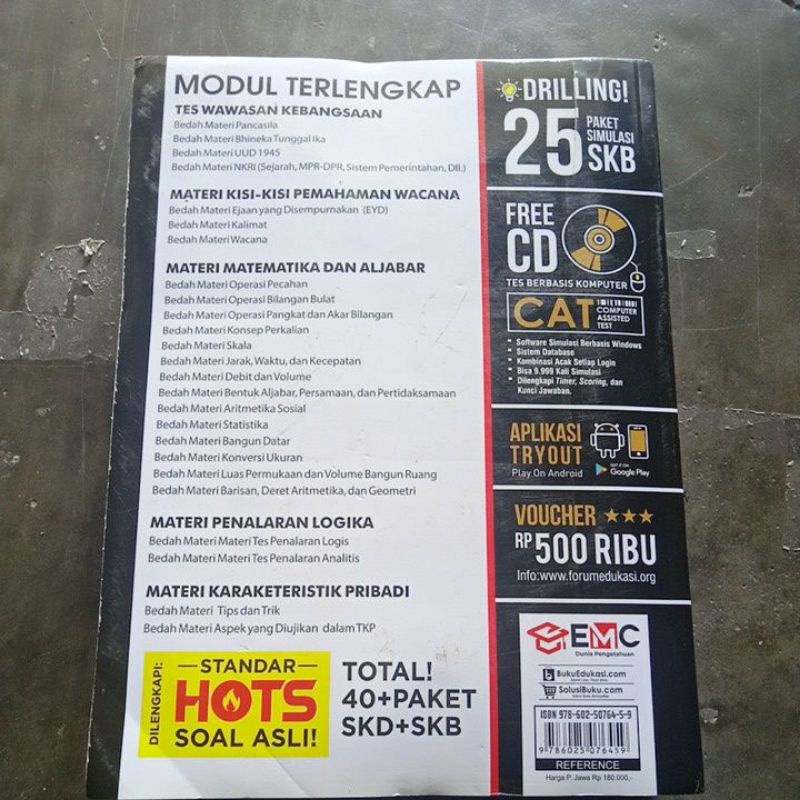 MODUL TERLENGKAP
TES WAWASAN KEBANGSAAN
Bedah Materi Pancasila
Bedah Materi Bhineka Tunggal Ika
Bedah Materi UUD 1945
Bedah Materi NKRI (Sejarah, MPR-DPR, Sistem Pemerintahan, Dll.)
MATERI KISI-KISI PEMAHAMAN WACANA
Bedah Materi Ejaan yang Disempurnakan (EYD)
Bedah Materi Kalimat
Bedah Materi Wacana
MATERI MATEMATIKA DAN ALJABAR
Bedah Materi Operasi Pecahan
Bedah Materi Operasi Bilangan Bulat
Bedah Materi Operasi Pangkat dan Akar Bilangan
Bedah Materi Konsep Perkalian
Bedah Materi Skala
Bedah Materi Jarak, Waktu, dan Kecepatan
Bedah Materi Debit dan Volume
Bedah Materi Bentuk Aljabar, Persamaan, dan Pertidaksamaan
Bedah Materi Aritmetika Sosial
Bedah Materi Statistika
Bedah Materi Bangun Datar
Bedah Materi Konversi Ukuran
Bedah Materi Luas Permukaan dan Volume Bangun Ruang
Bedah Materi Barisan, Deret Aritmetika, dan Geometri
MATERI PENALARAN LOGIKA
Bedah Materi Materi Tes Penalaran Logis
Bedah Materi Materi Tes Penalaran Analitis
MATERI KARAKETERISTIK PRIBADI
Bedah Materi Tips dan Trik
Bedah Materi Aspek yang Diujikan dalam TKP
DILENGKAPI:
STANDAR
HOTS
SOAL ASLI!
TOTAL!
40+PAKET
SKD+SKB
DRILLING!
25 PAKET
SIMULASI
SKB
FREE
CD
TES BERBASIS KOMPUTER
CAT COMPUTER
ASSISTED
TEST
* Software Simulasi Berbasis Windows
* Sistem Database
* Kombinasi Acak Setiap Login
* Bisa 9.999 Kali Simulasi
* Dilengkapi Timer, Scoring, dan
Kunci Jawaban.
APLIKASI
TRYOUT
Play On Android
GET IT ON
Google Play
VOUCHER
RP 500 RIBU
Info:www.forumedukasi.org
EMC
Dunia Pengetahuan
BukuEdukasi.com
SolusiBuku.com
ISBN 978-602-50764-5-9
9 786025 076459
REFERENCE
Harga P. Jawa Rp 180.000,-